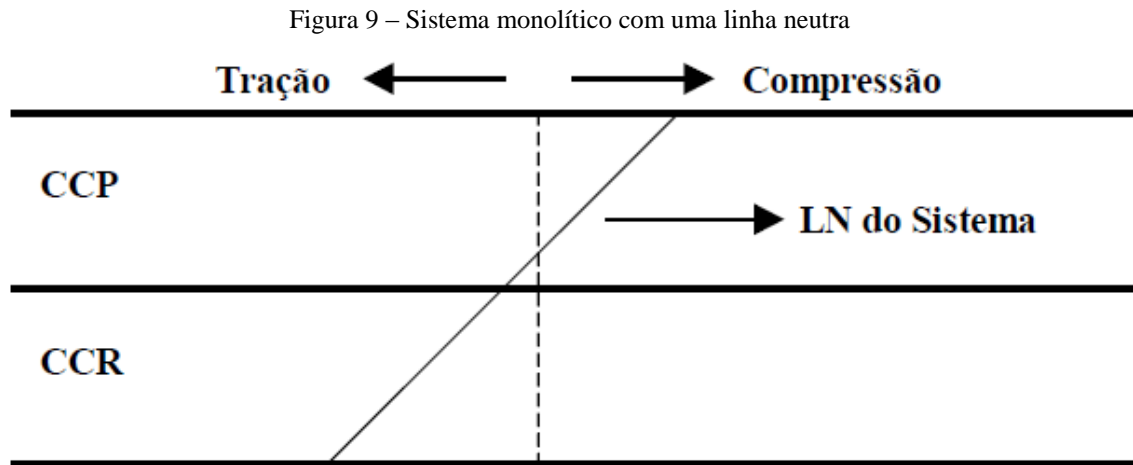 Figura 9 – Sistema monolítico com uma linha neutra
Tração Compressão
CCP
LN do Sistema
CCR